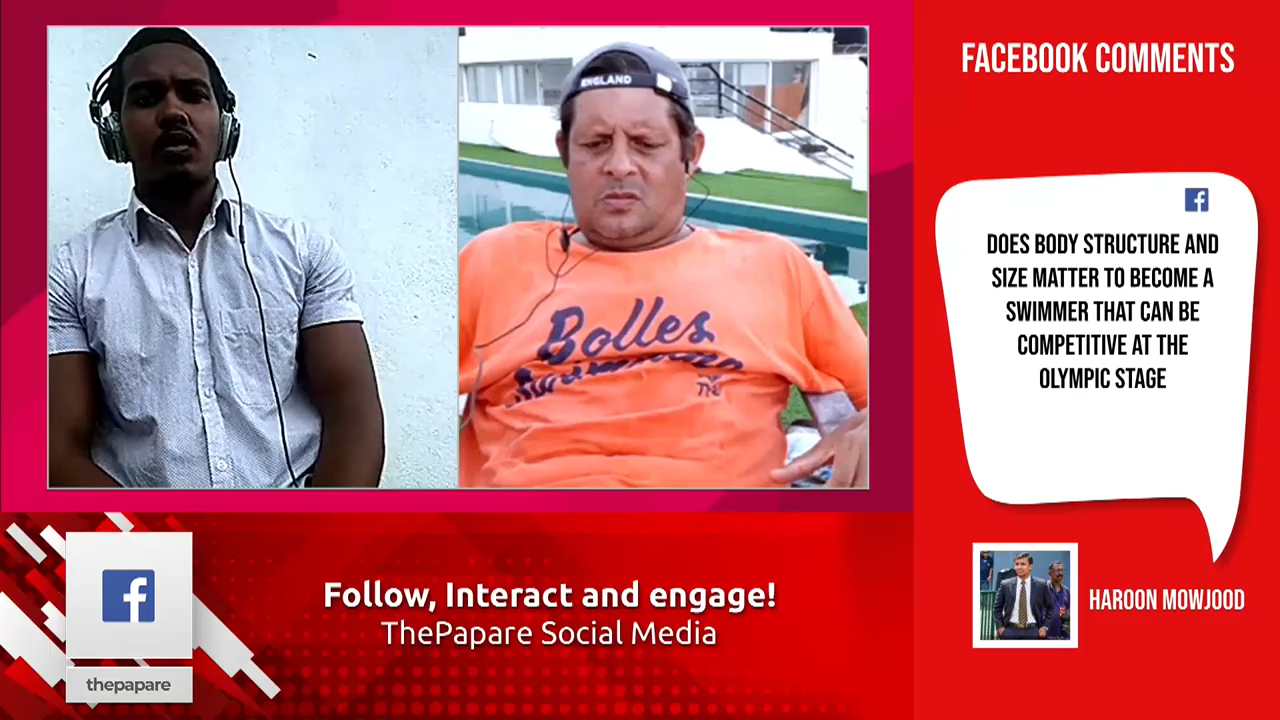 FACEBOOK COMMENTS
ENGLAND
Bolles
Swimming
DOES BODY STRUCTURE AND
SIZE MATTER TO BECOME A
SWIMMER THAT CAN BE
COMPETITIVE AT THE
OLYMPIC STAGE
HAROON MOWJOOD
Follow, Interact and engage!
ThePapare Social Media
thepapare